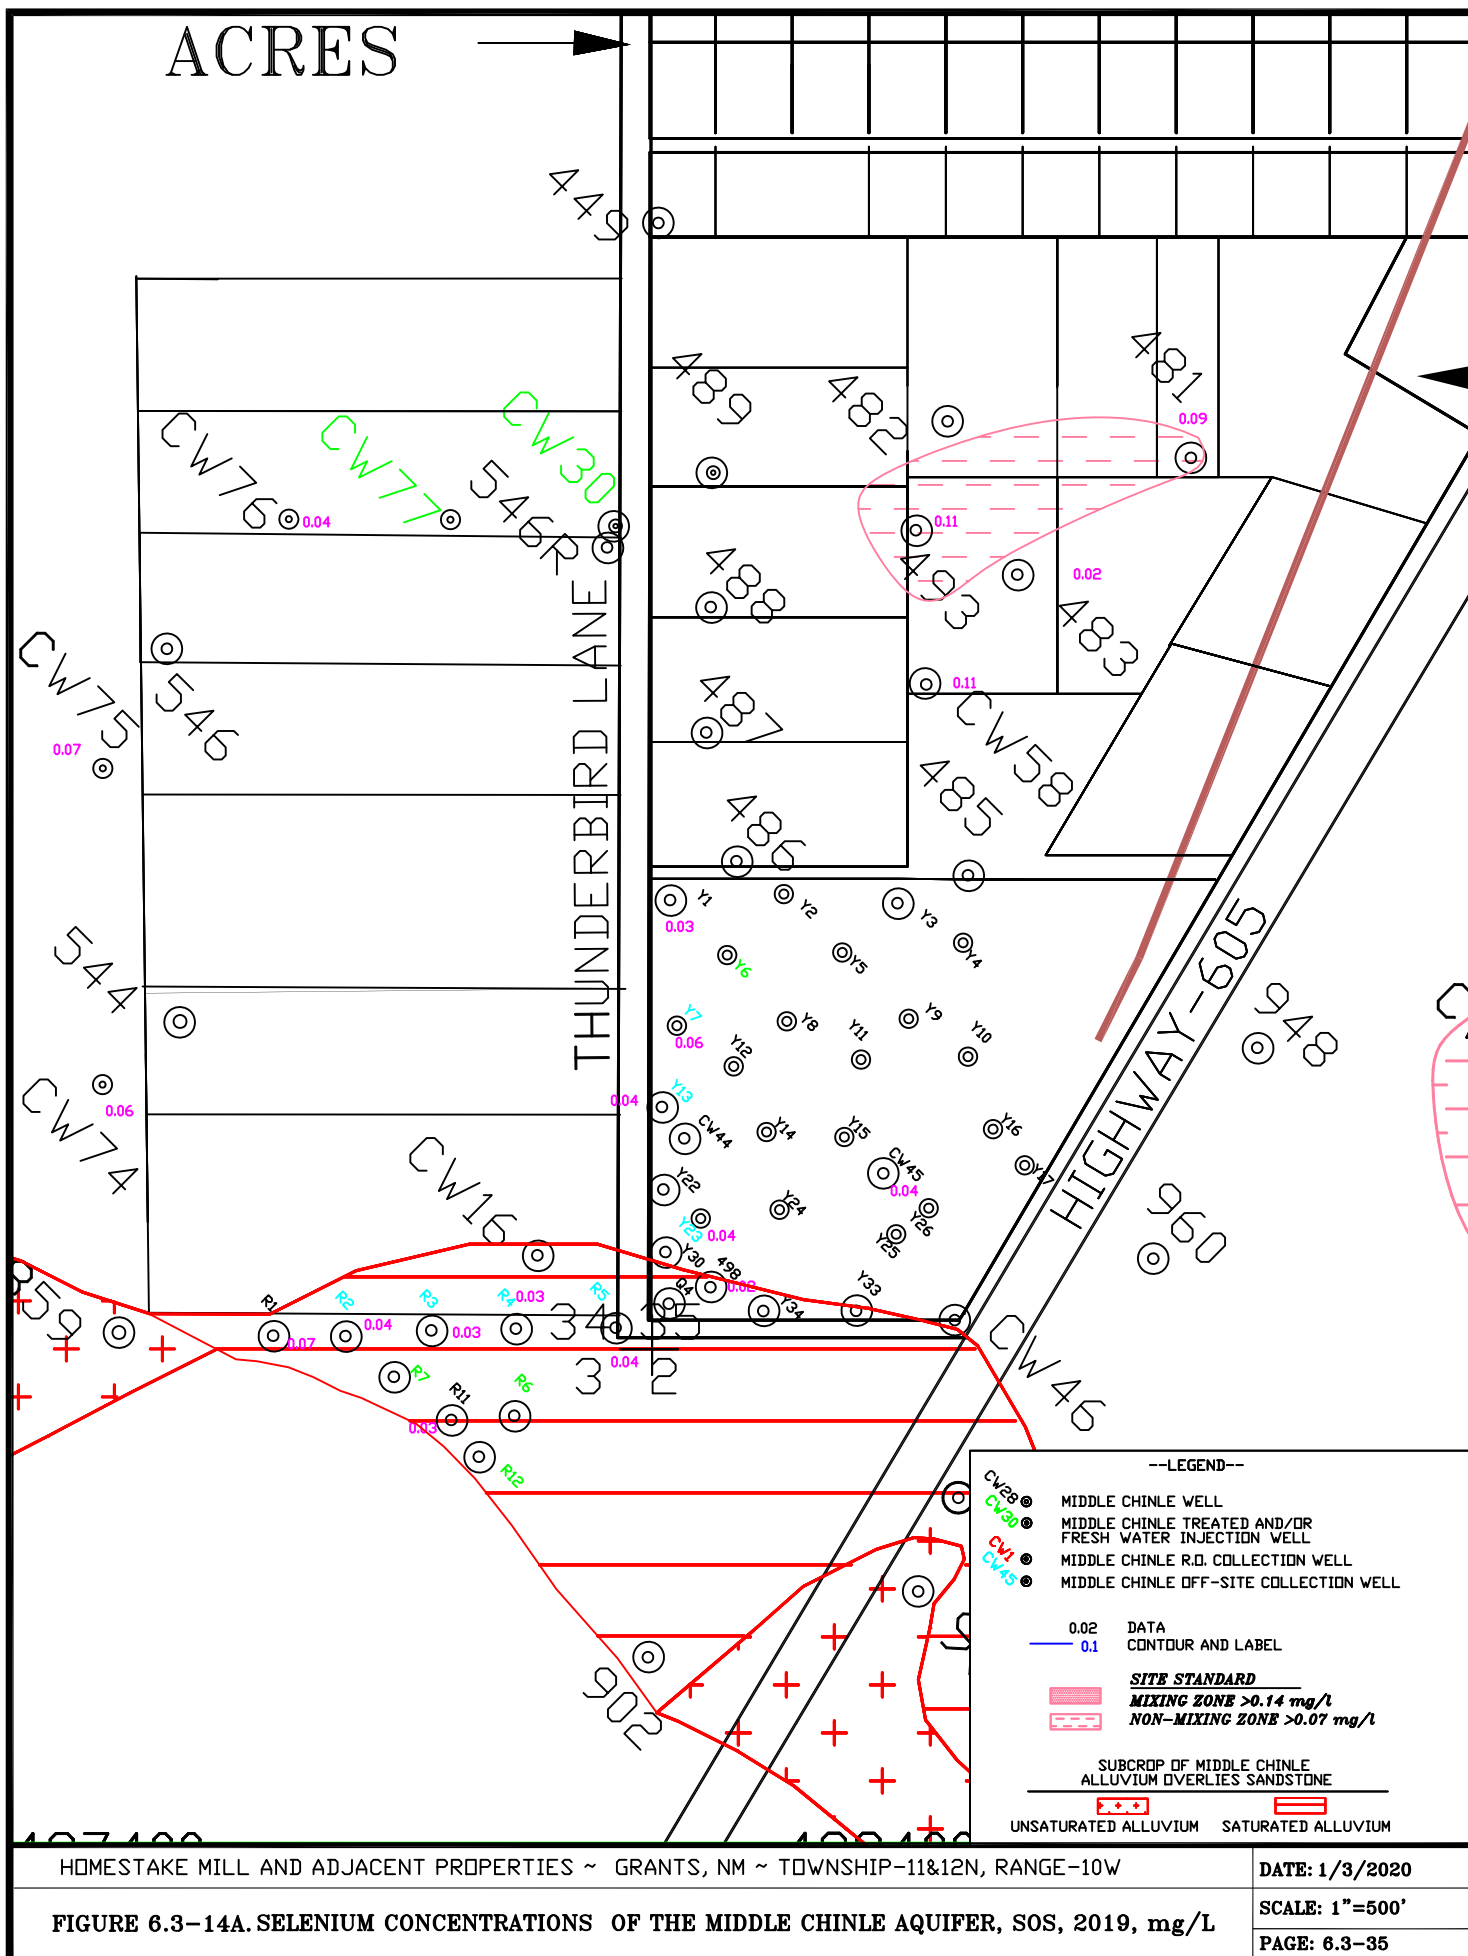 ACRES
449
489
482
481
0.09
CW76
CW77
CW30
546R
0.04
0.11
493
0.02
488
483
CW75
546
0.07
487
0.11
CW58
485
486
THUNDERBIRD LANE
Y1
Y2
Y3
0.03
Y4
Y5
Y6
544
HIGHWAY-605
948
Y7
Y8
Y9
0.06
Y12
Y11
Y10
0.06
CW74
0.04
Y13
CW44
Y14
Y15
Y16
CW16
CW45
Y17
0.04
Y22
Y24
Y26
Y25
960
Y23
0.04
Y30
498
0.02
Q4
Y34
Y33
859
R1
R2
R3
R4
0.03
R5
0.07
0.04
0.03
34
35
0.04
3
2
CW46
R7
R6
R11
0.03
R12
902
--LEGEND--
CW28
MIDDLE CHINLE WELL
CW30
MIDDLE CHINLE TREATED AND/OR
FRESH WATER INJECTION WELL
CW1
MIDDLE CHINLE R.O. COLLECTION WELL
CW45
MIDDLE CHINLE OFF-SITE COLLECTION WELL
0.02 DATA
0.1 CONTOUR AND LABEL
SITE STANDARD
MIXING ZONE >0.14 mg/l
NON-MIXING ZONE >0.07 mg/l
SUBCROP OF MIDDLE CHINLE
ALLUVIUM OVERLIES SANDSTONE
UNSATURATED ALLUVIUM SATURATED ALLUVIUM
HOMESTAKE MILL AND ADJACENT PROPERTIES ~ GRANTS, NM ~ TOWNSHIP-11&12N, RANGE-10W
DATE: 1/3/2020
FIGURE 6.3-14A. SELENIUM CONCENTRATIONS OF THE MIDDLE CHINLE AQUIFER, SOS, 2019, mg/L
SCALE: 1"=500'
PAGE: 6.3-35